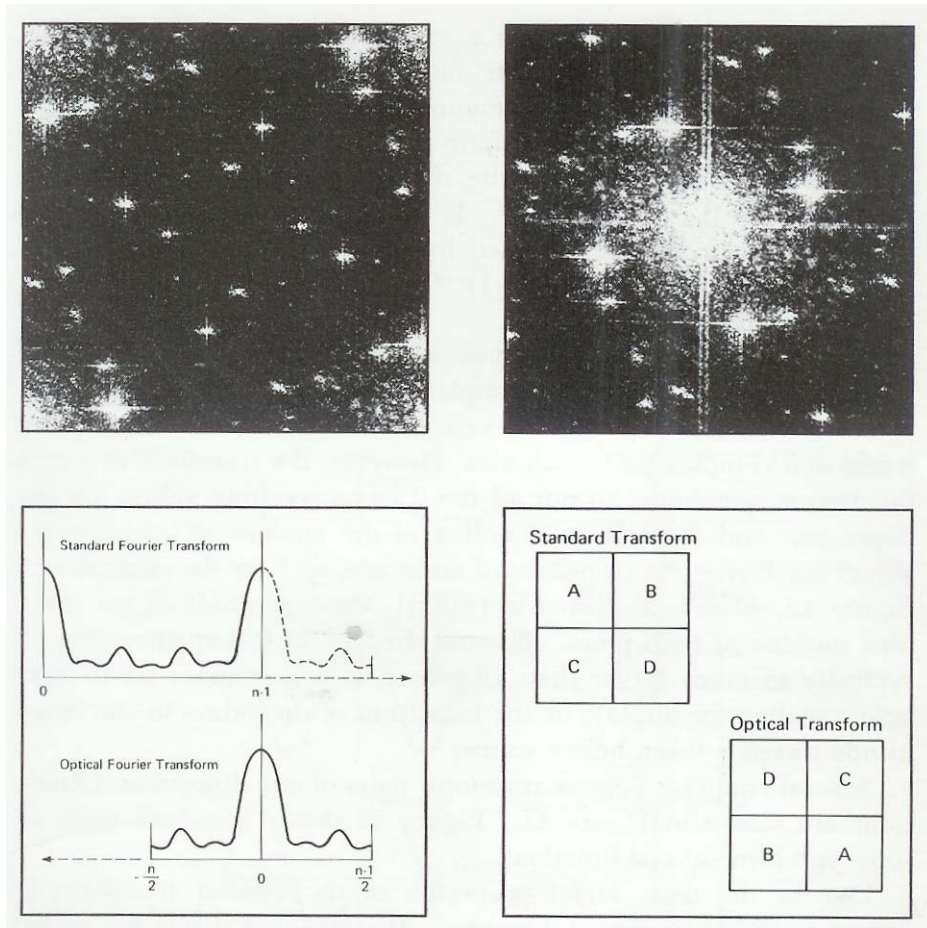 Standard Fourier Transform
0
n-1
Optical Fourier Transform
n
2
0
n-1
2
Standard Transform
A B
C D
Optical Transform
D C
B A